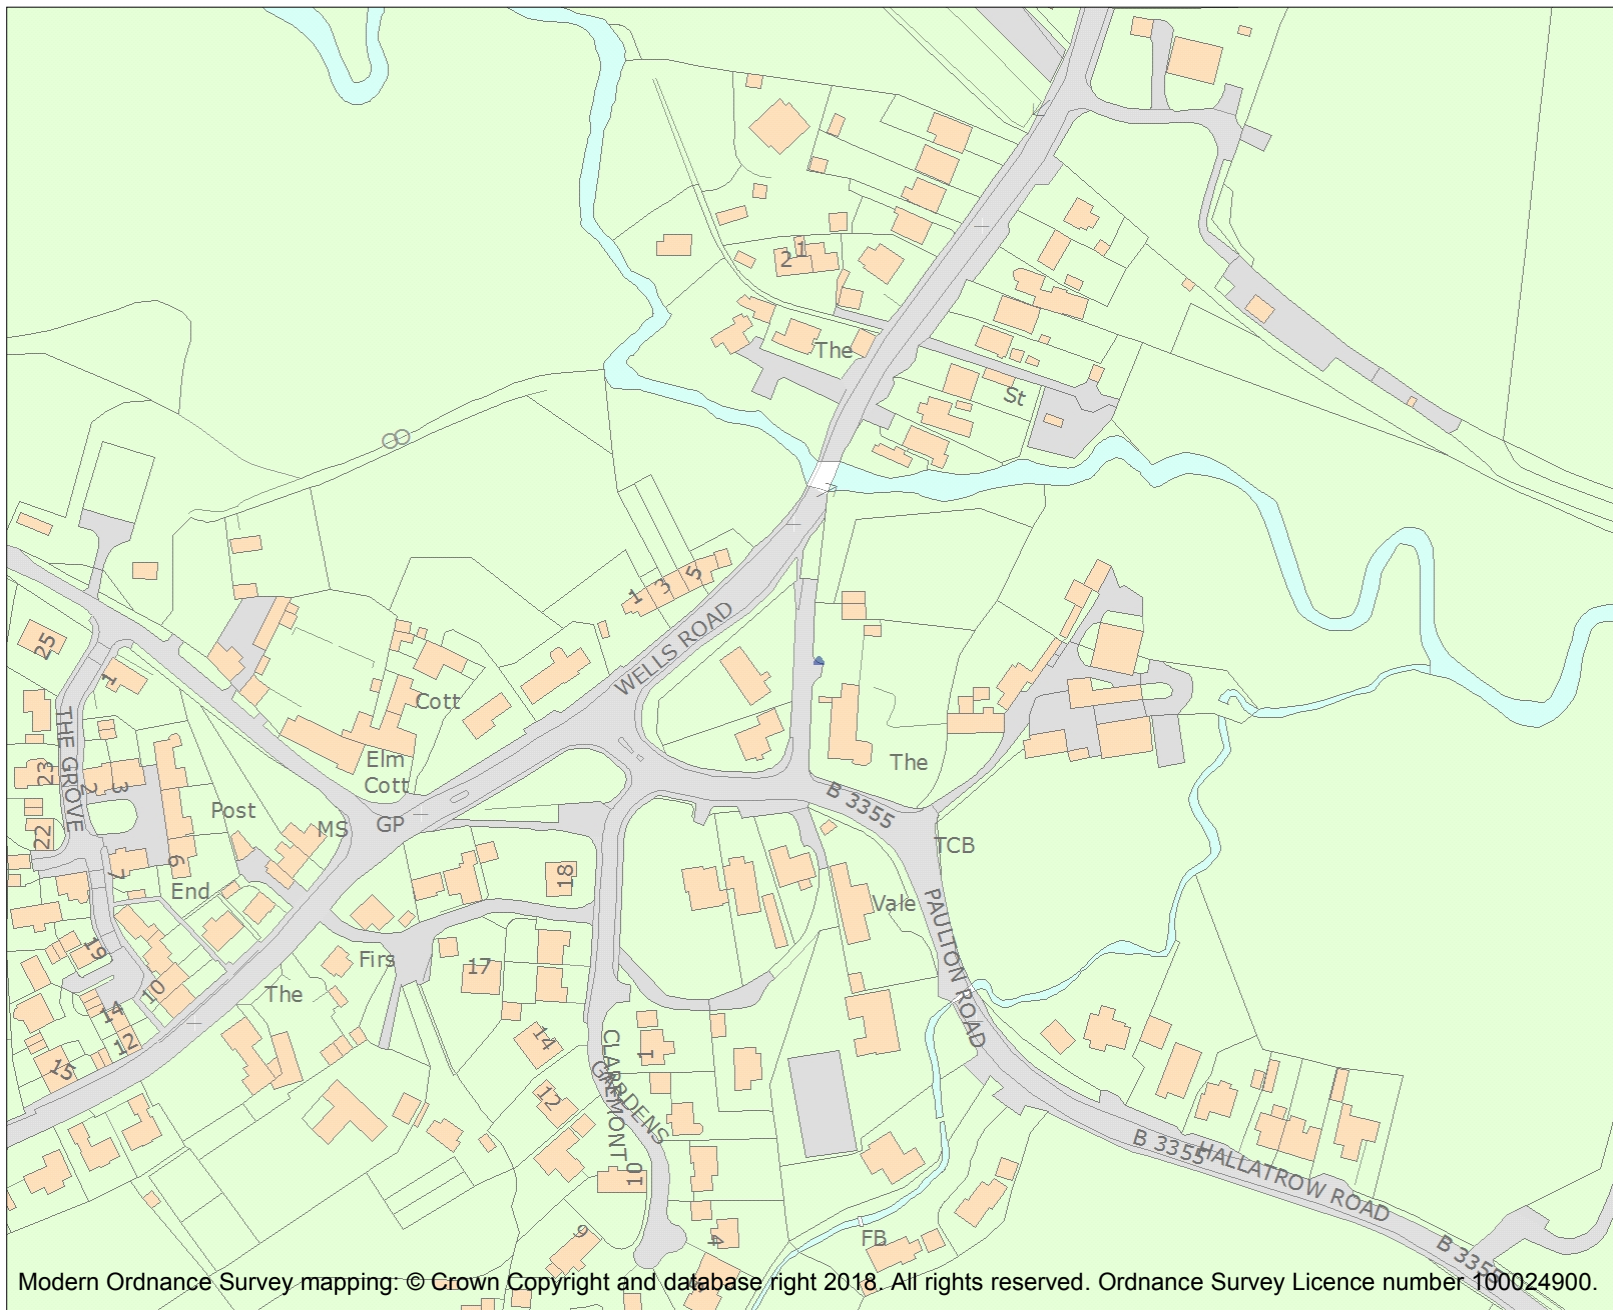 1
2
The
St
1
3
5
WELLS ROAD
25
1
Cott
Elm
Cott
THE GROVE
23
2
3
22
Post
MS
GP
The
B 3355
TCB
6
7
End
18
Vale
PAULTON ROAD
19
Firs
17
10
The
14
12
15
14
1
CLAREMONT
GARDENS
12
10
9
4
B 3355
HALLATROW ROAD
FB
B 3355
Modern Ordnance Survey mapping: © Crown Copyright and database right 2018. All rights reserved. Ordnance Survey Licence number 100024900.